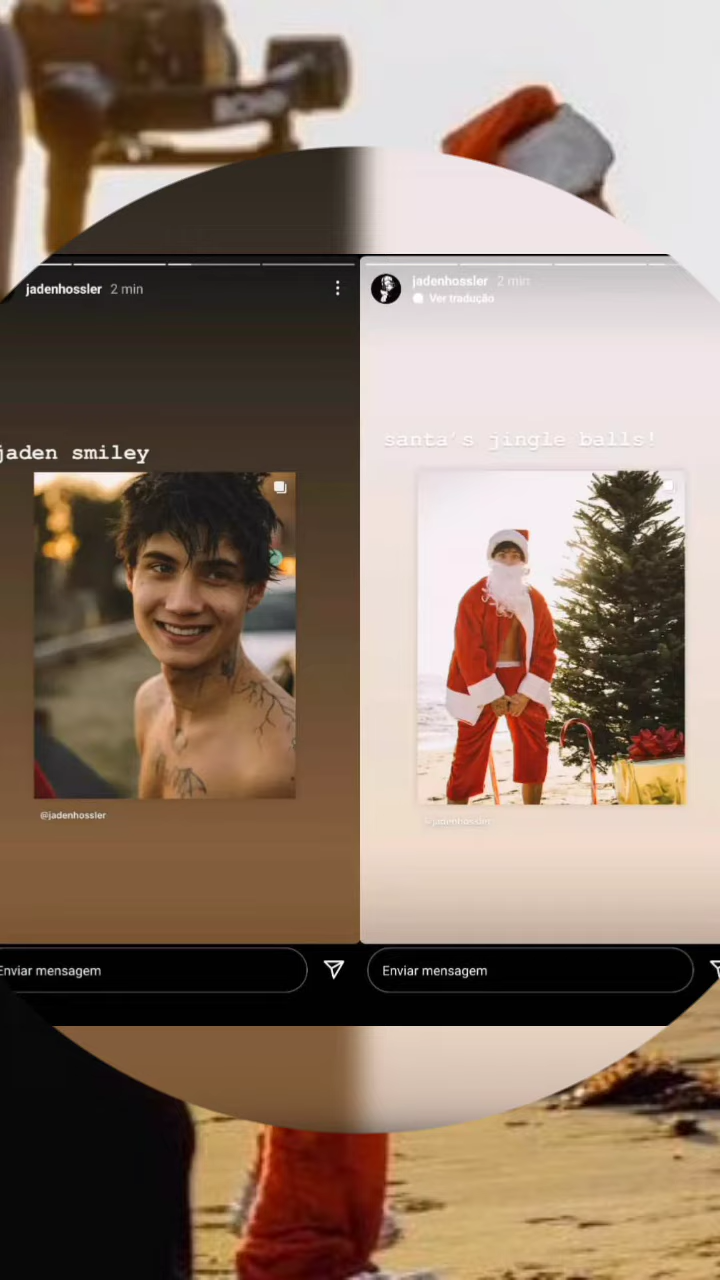 jadenhossler 2 min
jaden smiley
@jadenhossler
Enviar mensagem
jadenhossler 2 min
Ver tradução
santa's jingle balls!
@jadenhossler
Enviar mensagem